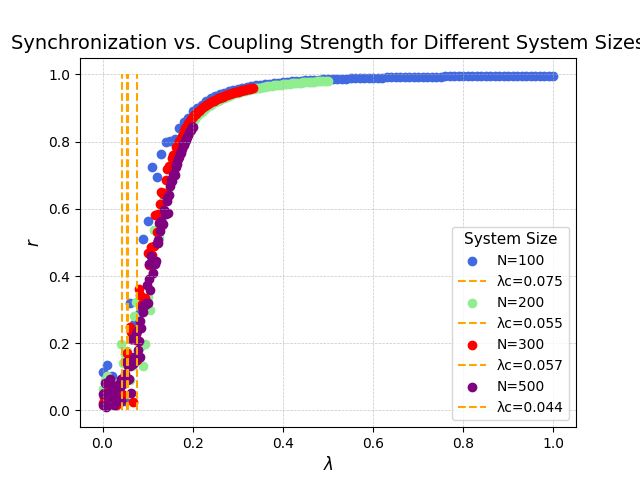 Synchronization vs. Coupling Strength for Different System Sizes
1.0
0.8
0.6
0.4
0.2
0.0
r
0.0 0.2 0.4 0.6 0.8 1.0
λ
System Size
N=100
λc=0.075
N=200
λc=0.055
N=300
λc=0.057
N=500
λc=0.044